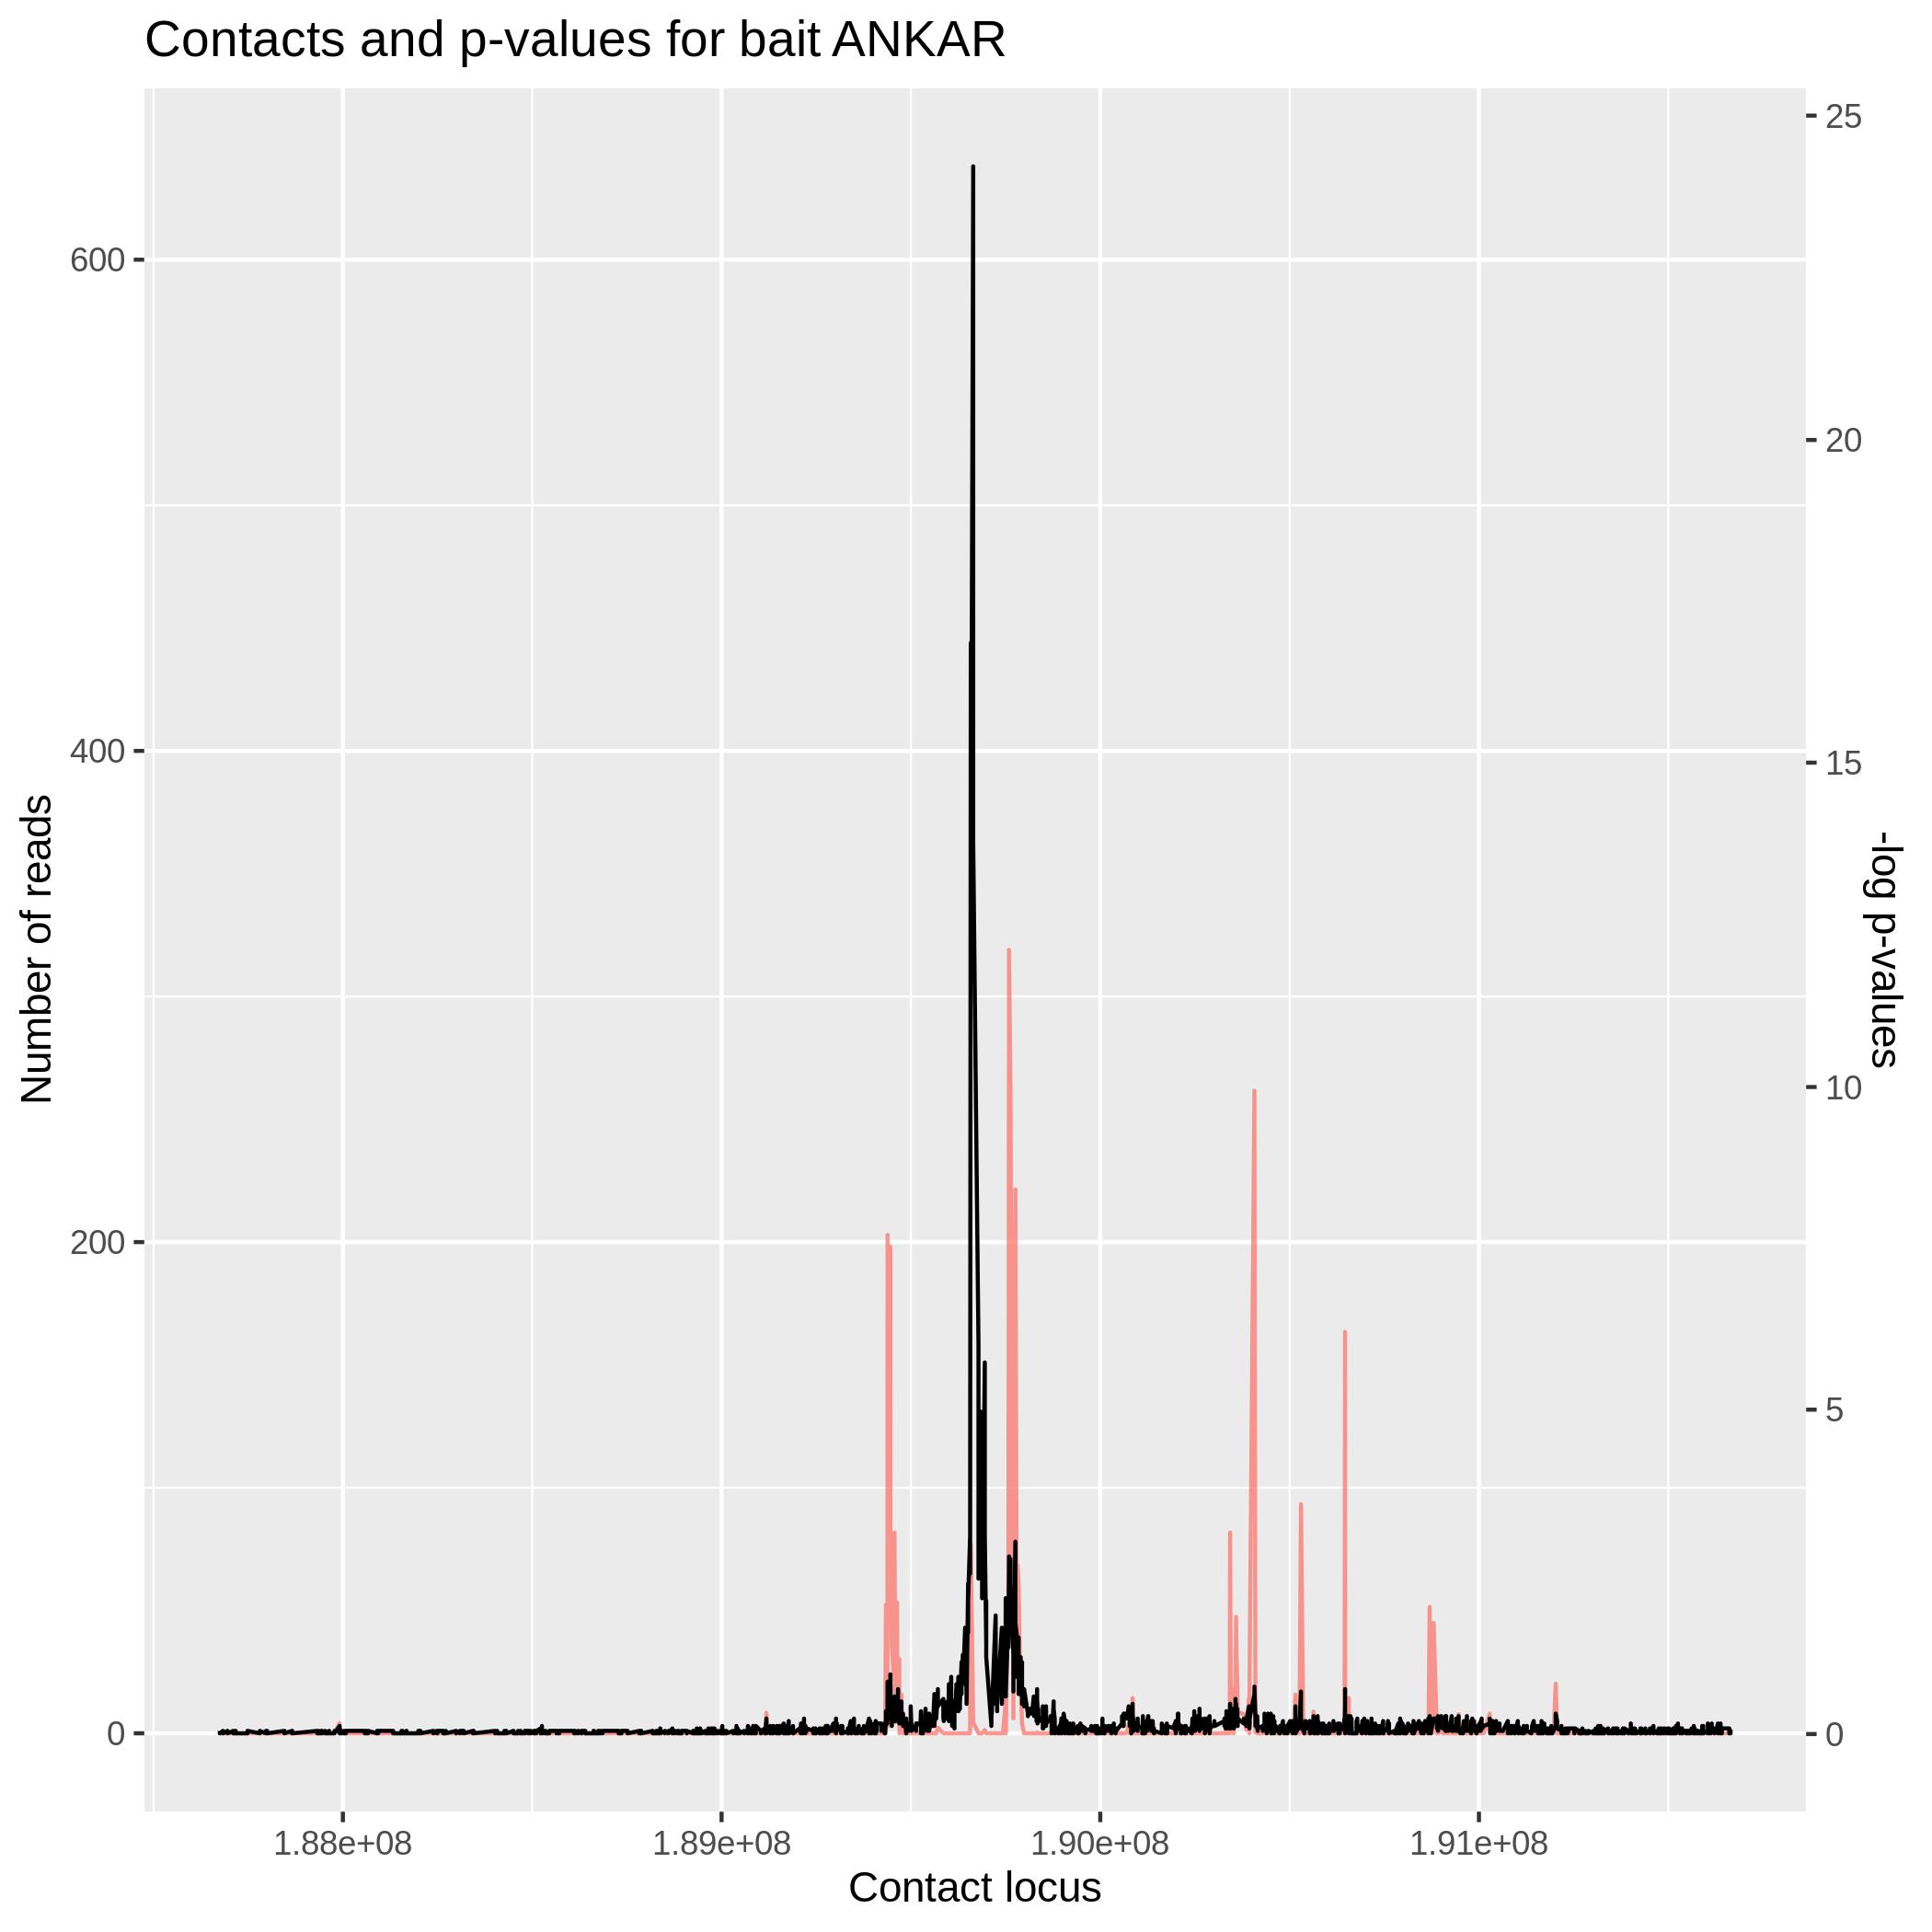 Contacts and p-values for bait ANKAR
600
400
200
0
Number of reads
25
20
15
10
5
0
-log p-values
1.88e+08
1.89e+08
1.90e+08
1.91e+08
Contact locus